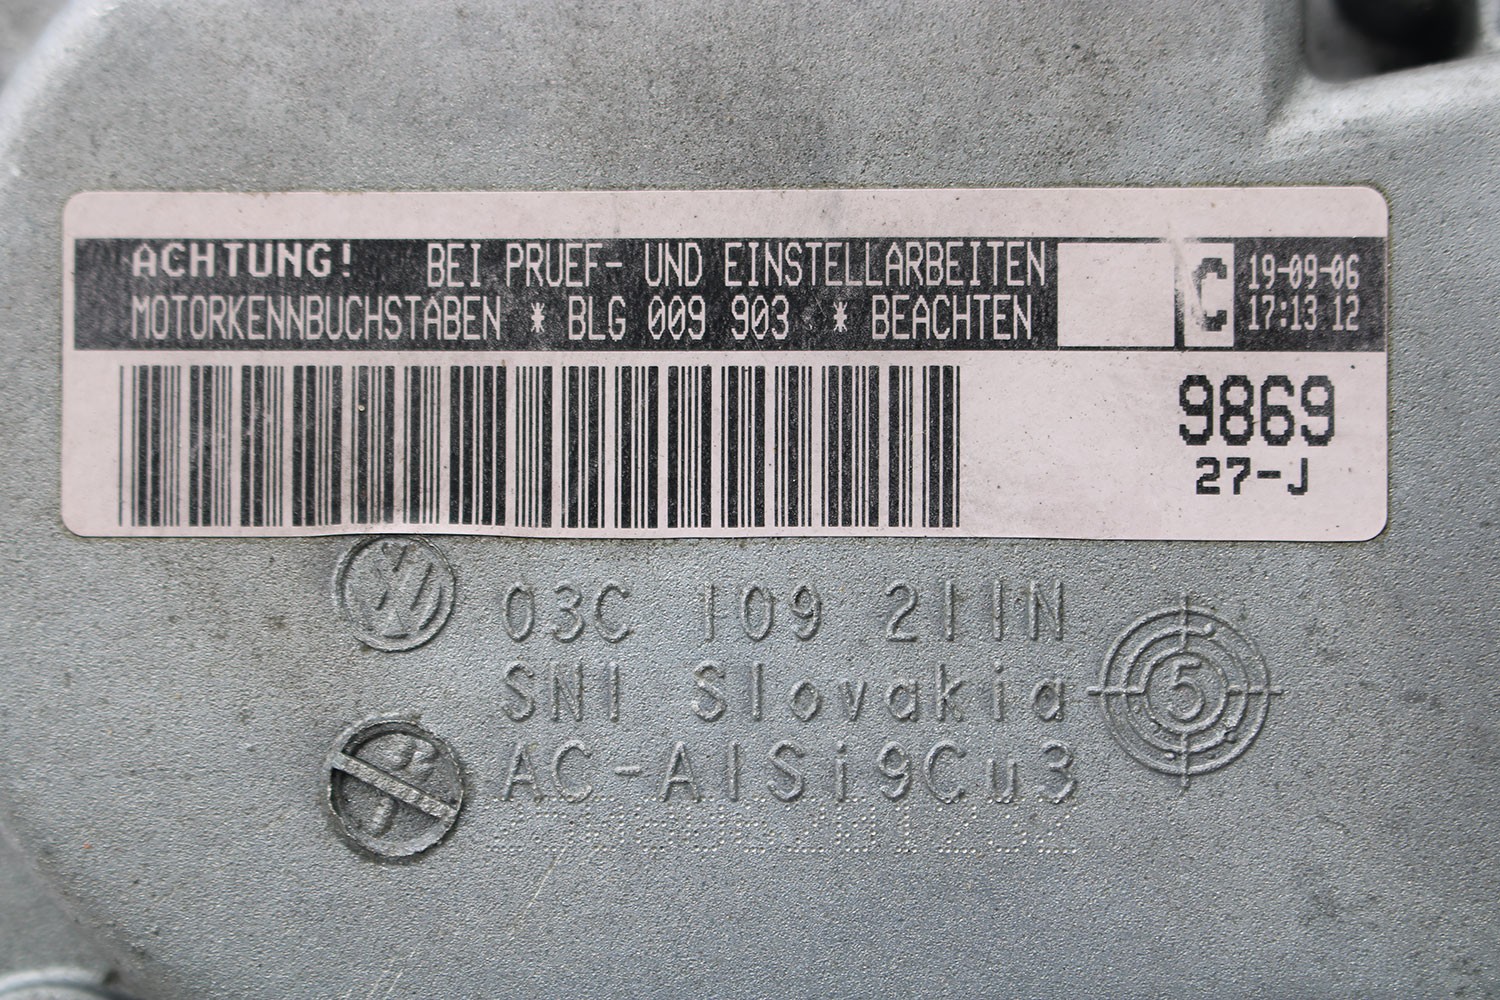 ACHTUNG! BEI PRUEF- UND EINSTELLARBEITEN
MOTORKENNBUCHSTABEN * BLG 009 903 * BEACHTEN
C
19-09-06
17:13 12
9869
27-J
03C 109 211N
SNI Slovakia
5
AC-AlSi9Cu3